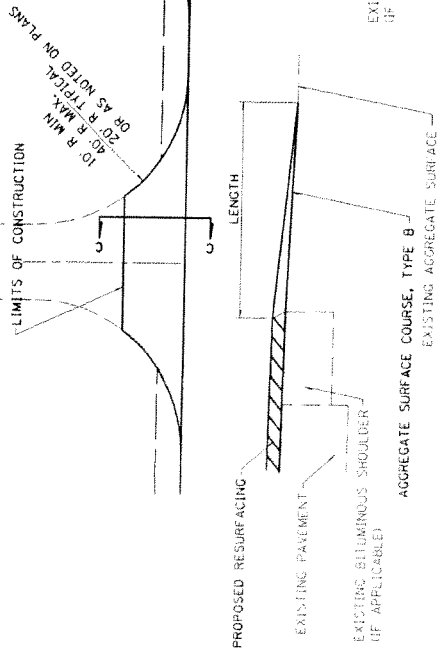 10' R MIN
40' R MAX.
20' R TYPICAL
OR AS NOTED ON PLANS
LIMITS OF CONSTRUCTION
C
C
LENGTH
PROPOSED RESURFACING
EXISTING PAVEMENT
EXISTING BITUMINOUS SHOULDER
(IF APPLICABLE)
AGGREGATE SURFACE COURSE, TYPE B
EXISTING AGGREGATE SURFACE